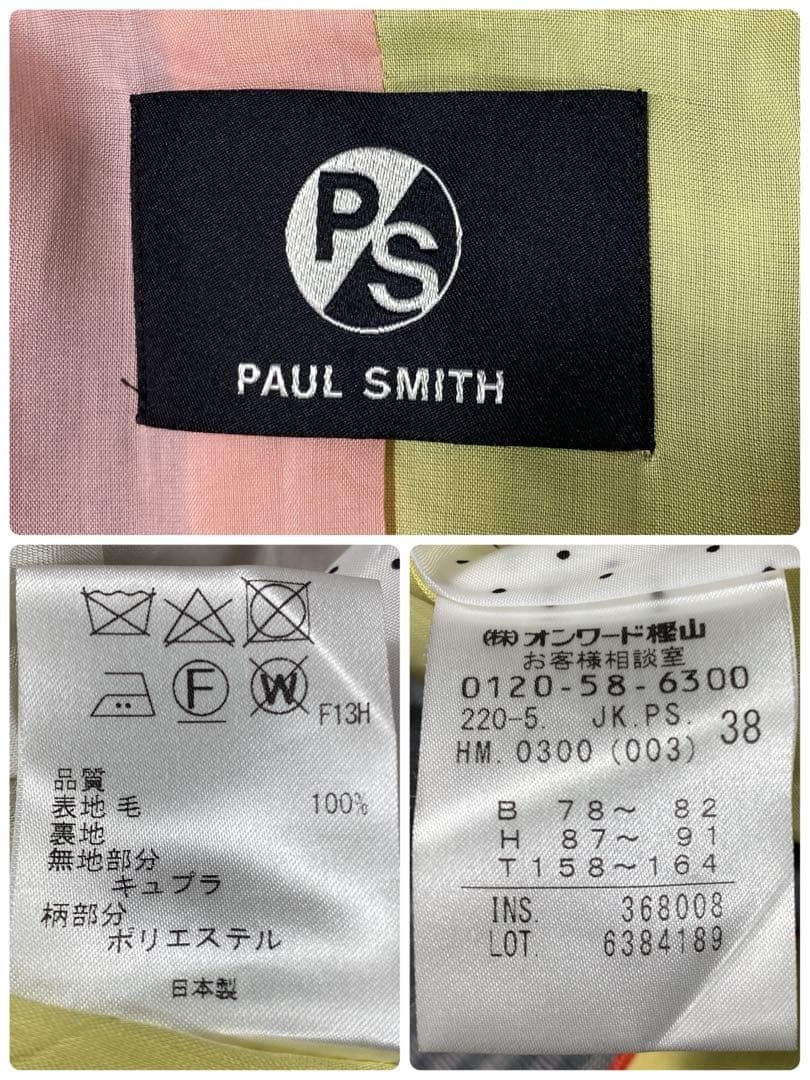 PS
PAUL SMITH
F
W
F13H
品質
表地 毛 100%
裏地
無地部分
キュプラ
柄部分
ポリエステル
日本製
(株)オンワード樫山
お客様相談室
0120-58-6300
220-5. JK.PS. 38
HM. 0300 (003)
B 78～ 82
H 87～ 91
T 158～164
INS. 368008
LOT. 6384189